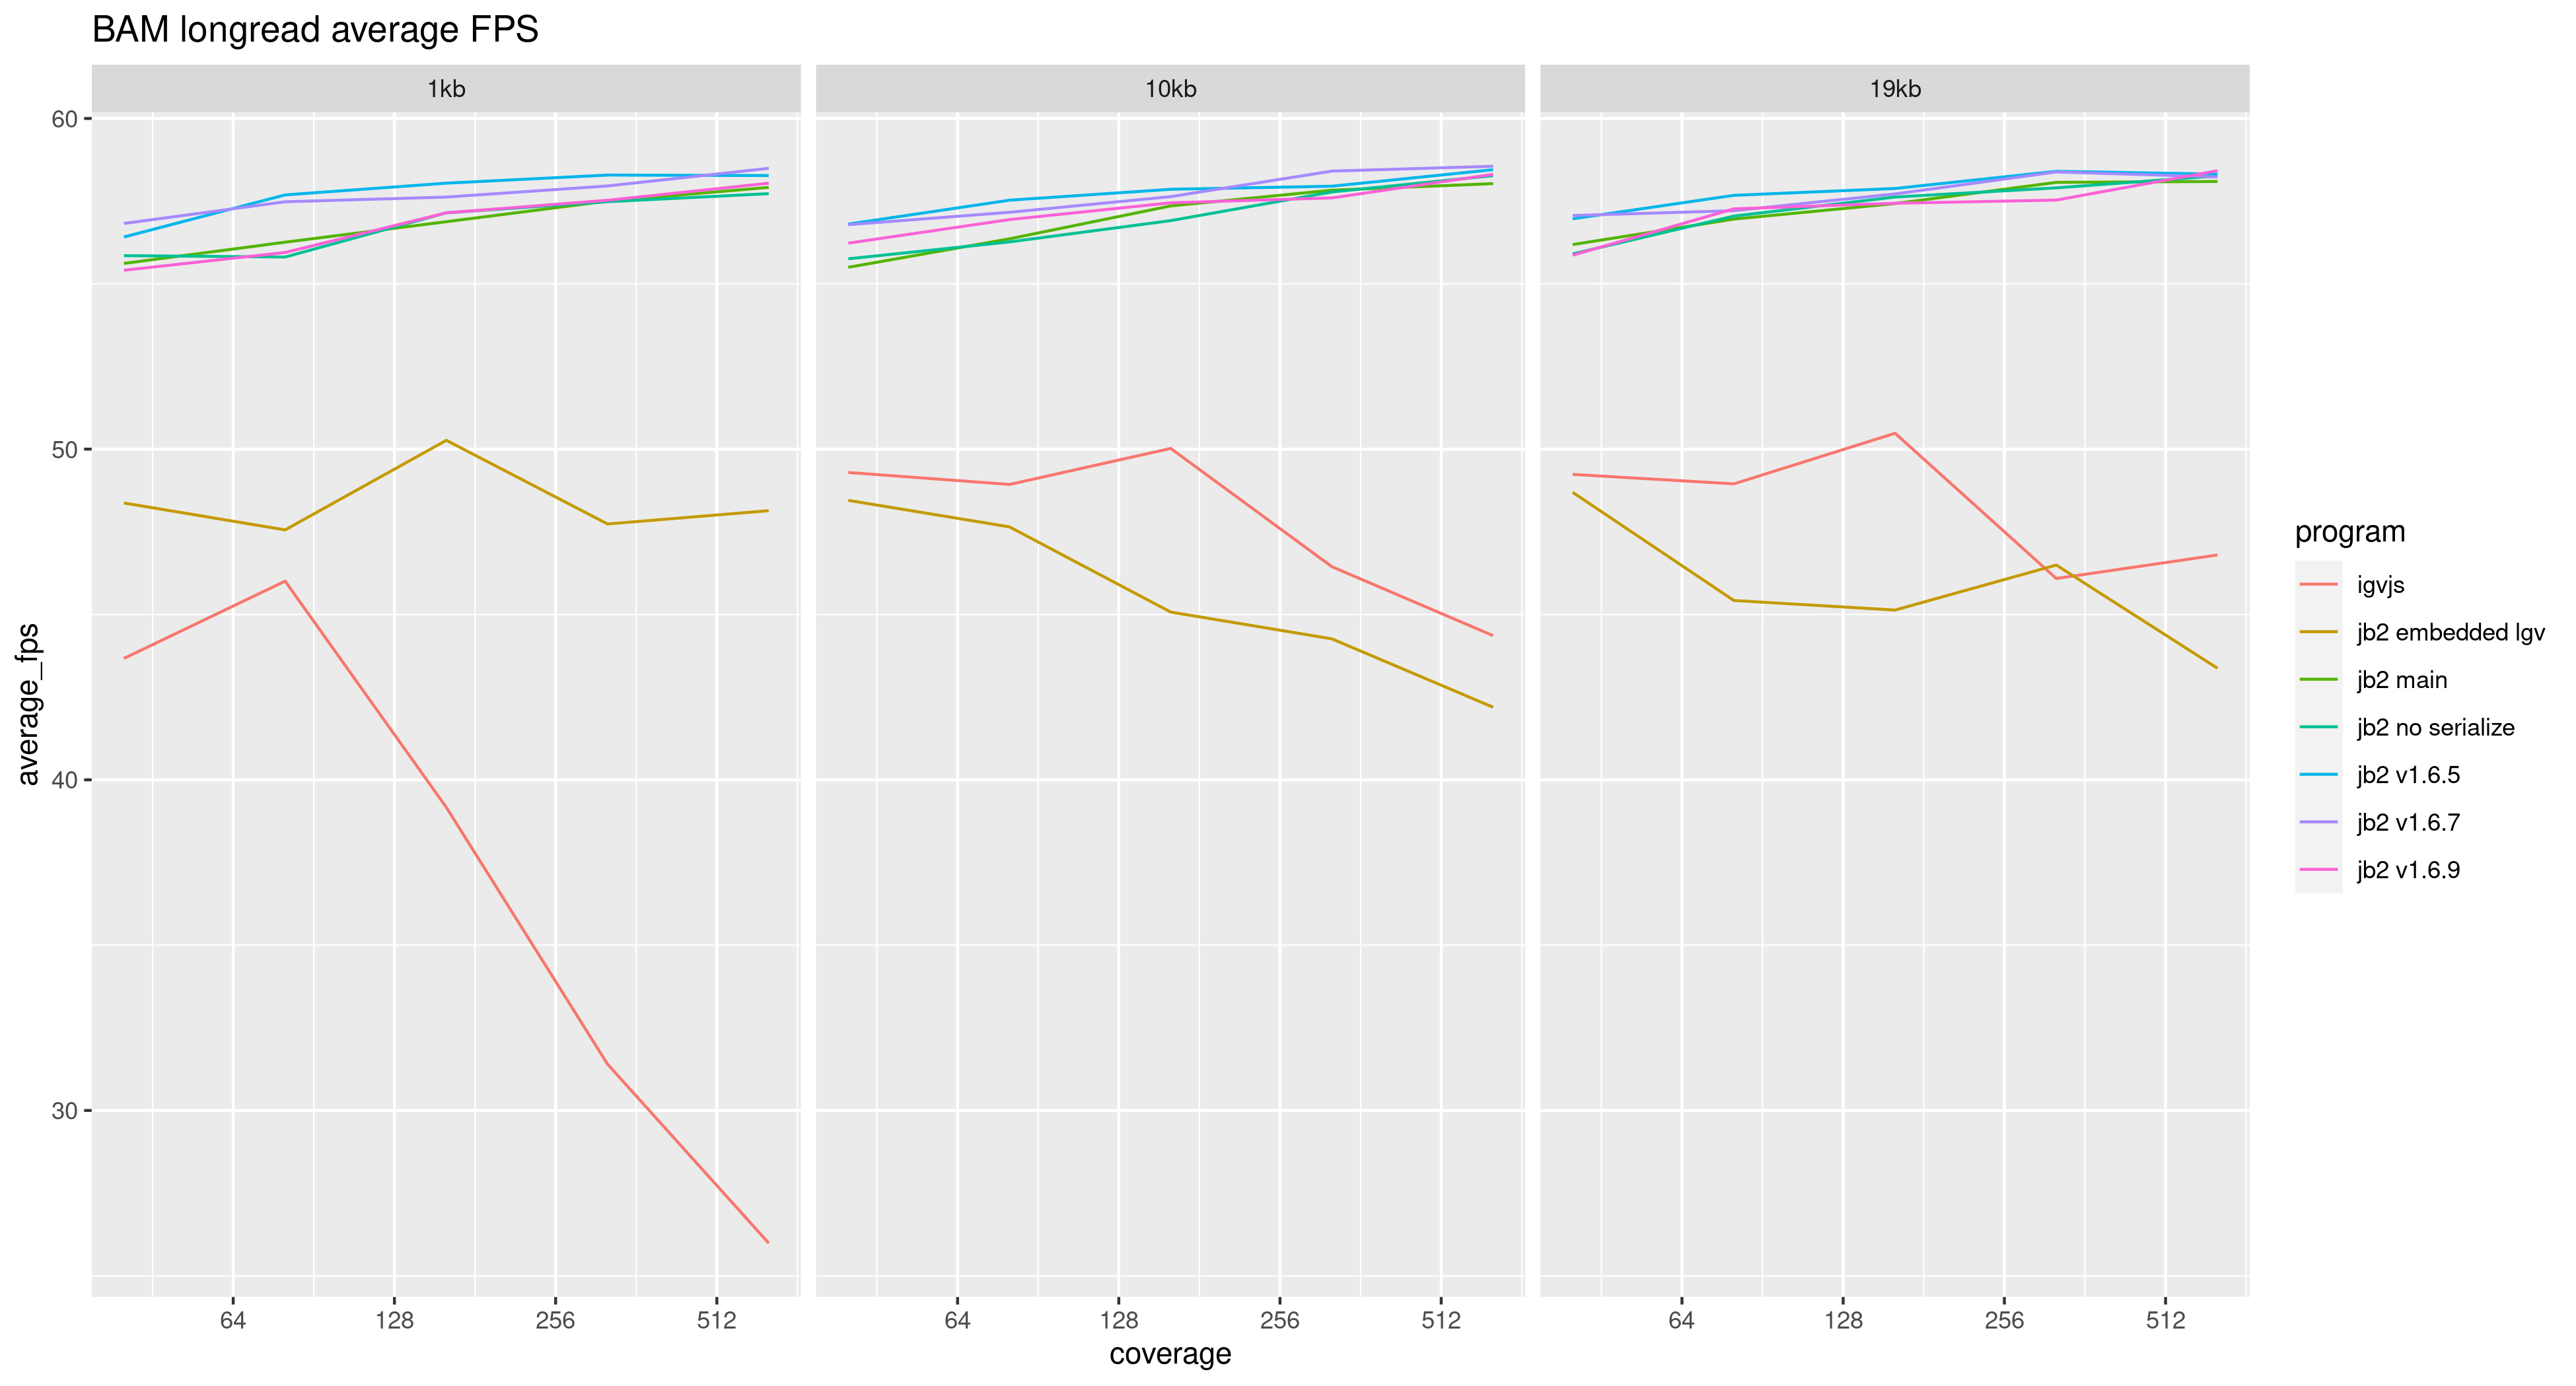 BAM longread average FPS
1kb 10kb 19kb
60
50
40
30
average_fps
64 128 256 512 64 128 256 512 64 128 256 512
coverage
program
igvjs
jb2 embedded lgv
jb2 main
jb2 no serialize
jb2 v1.6.5
jb2 v1.6.7
jb2 v1.6.9